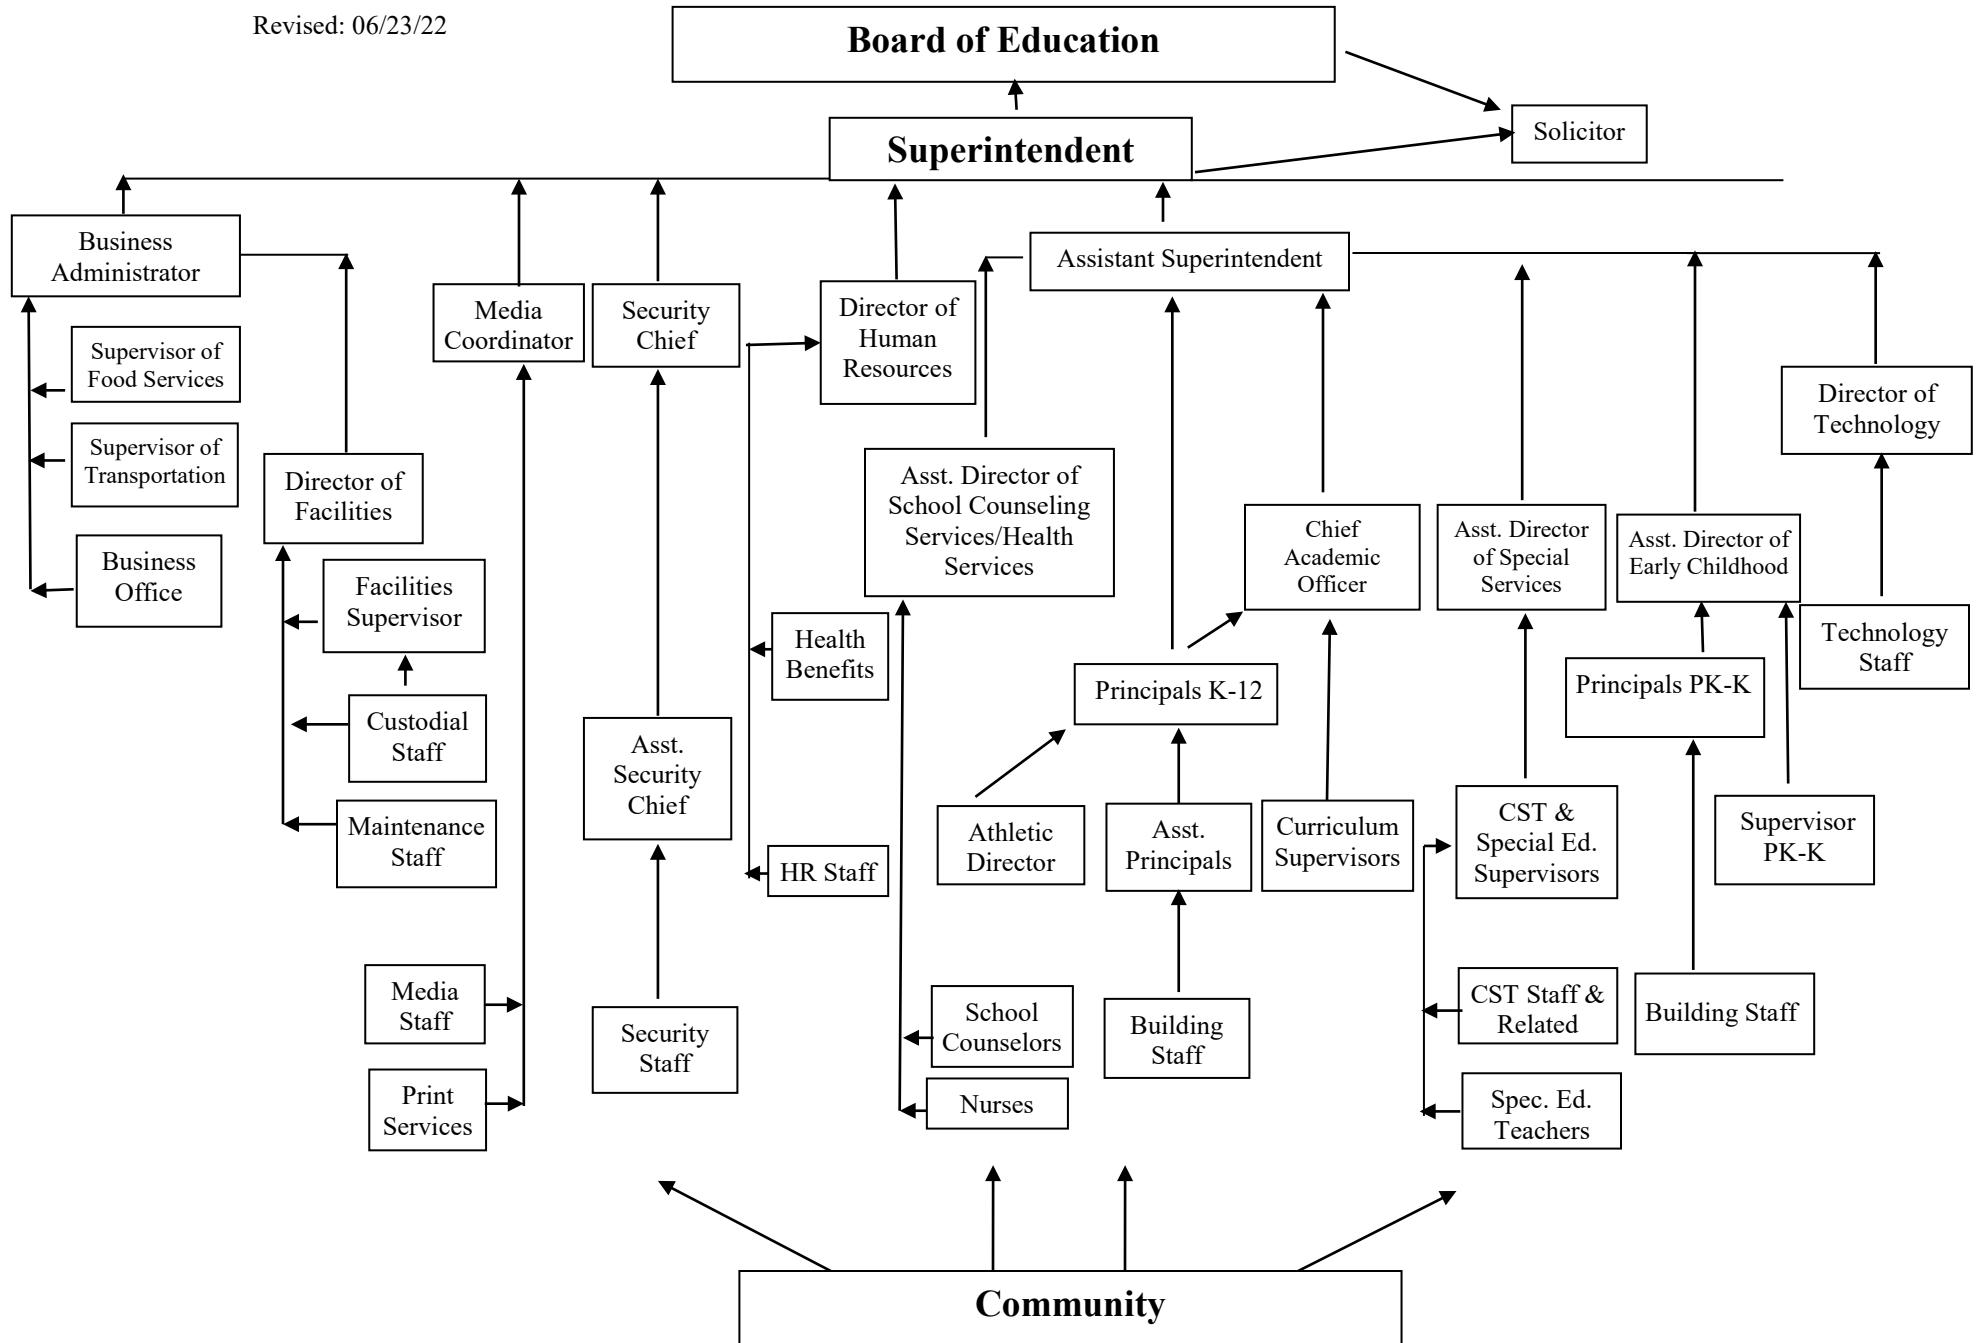 Revised: 06/23/22
Board of Education
Solicitor
Superintendent
Business
Administrator
Assistant Superintendent
Media
Coordinator
Security
Chief
Director of
Human
Resources
Supervisor of
Food Services
Director of
Technology
Supervisor of
Transportation
Director of
Facilities
Asst. Director of
School Counseling
Services/Health
Services
Chief
Academic
Officer
Asst. Director
of Special
Services
Asst. Director of
Early Childhood
Business
Office
Facilities
Supervisor
Health
Benefits
Technology
Staff
Principals K-12
Principals PK-K
Custodial
Staff
Asst.
Security
Chief
Maintenance
Staff
HR Staff
Athletic
Director
Asst.
Principals
Curriculum
Supervisors
CST &
Special Ed.
Supervisors
Supervisor
PK-K
Media
Staff
Security
Staff
School
Counselors
Building
Staff
CST Staff &
Related
Building Staff
Print
Services
Nurses
Spec. Ed.
Teachers
Community